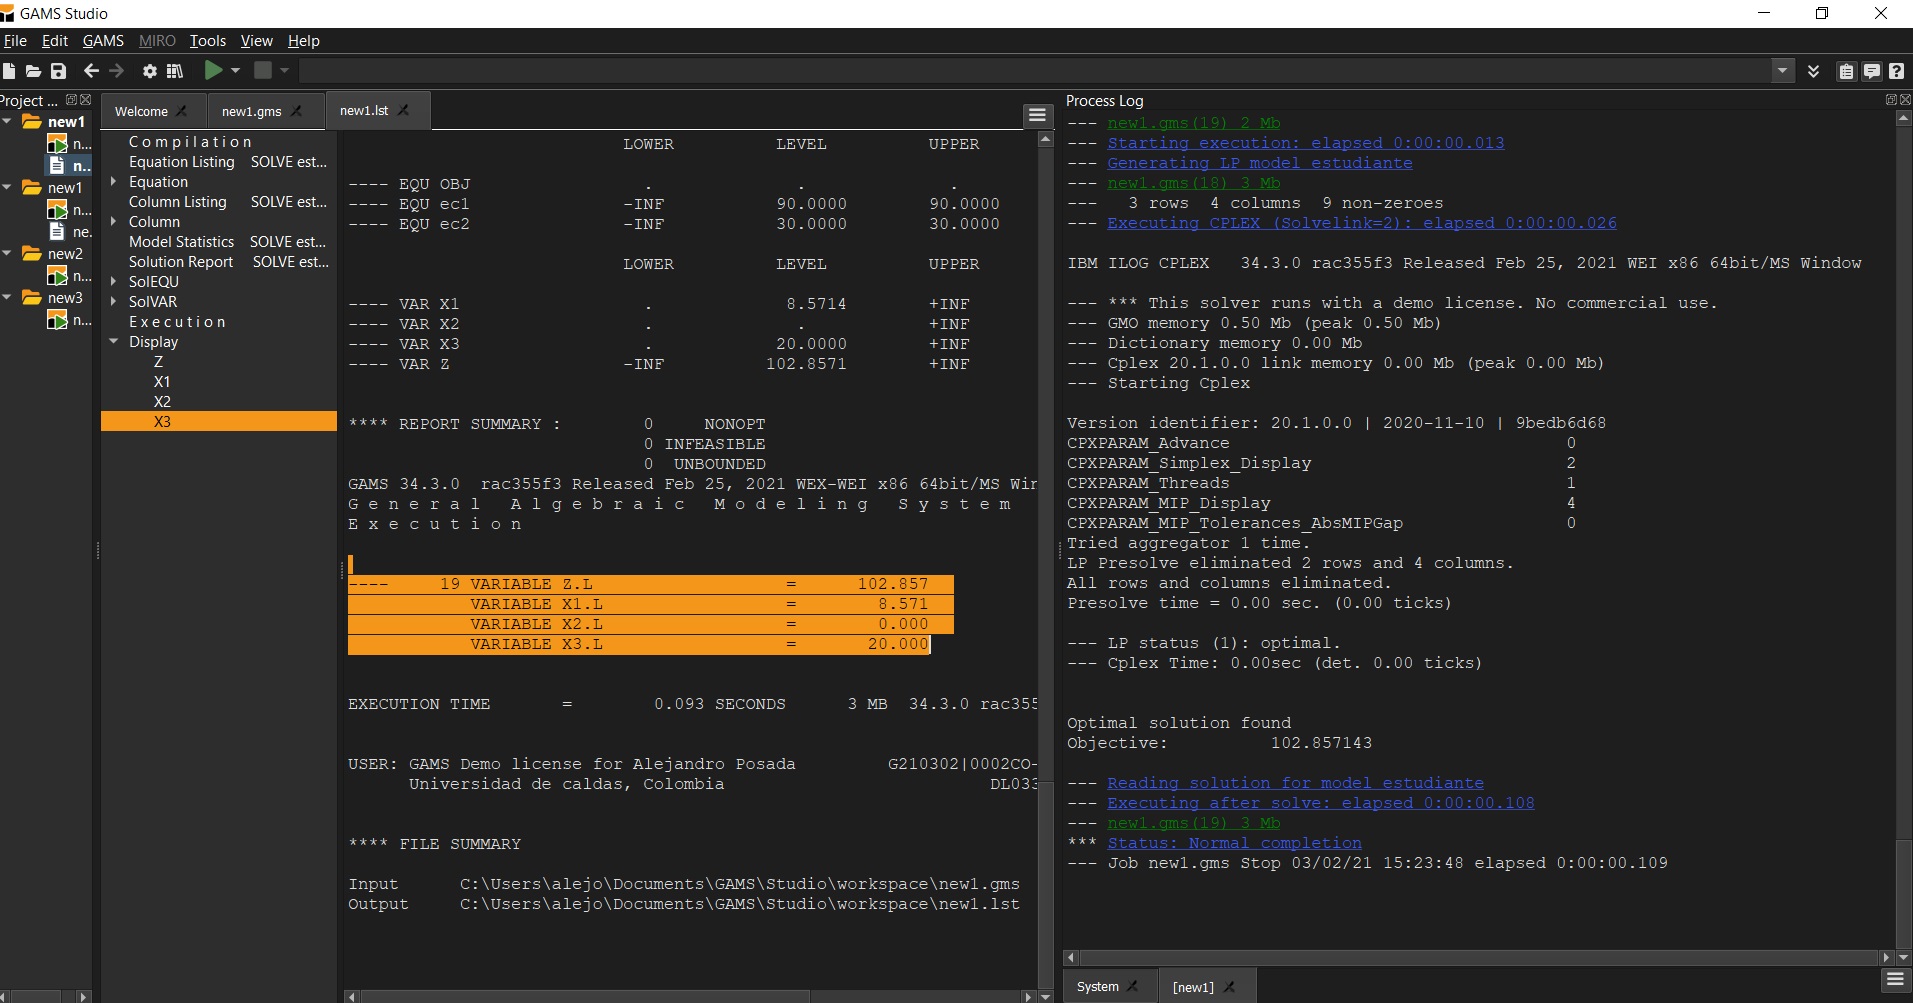 GAMS Studio
File Edit GAMS MIRO Tools View Help
Project ...
new1
n...
n..
new1
n...
ne.
new2
n...
new3
n...
Welcome new1.gms new1.lst
Compilation
Equation Listing SOLVE est...
Equation
Column Listing SOLVE est...
Column
Model Statistics SOLVE est...
Solution Report SOLVE est...
SolEQU
SolVAR
Execution
Display
Z
X1
X2
X3
LOWER LEVEL UPPER
---- EQU OBJ . . .
---- EQU ec1 -INF 90.0000 90.0000
---- EQU ec2 -INF 30.0000 30.0000
LOWER LEVEL UPPER
---- VAR X1 . 8.5714 +INF
---- VAR X2 . . +INF
---- VAR X3 . 20.0000 +INF
---- VAR Z -INF 102.8571 +INF
**** REPORT SUMMARY : 0 NONOPT
0 INFEASIBLE
0 UNBOUNDED
GAMS 34.3.0 rac355f3 Released Feb 25, 2021 WEX-WEI x86 64bit/MS Win
General Algebraic Modeling System
Execution
---- 19 VARIABLE Z.L = 102.857
VARIABLE X1.L = 8.571
VARIABLE X2.L = 0.000
VARIABLE X3.L = 20.000
EXECUTION TIME = 0.093 SECONDS 3 MB 34.3.0 rac355
USER: GAMS Demo license for Alejandro Posada G210302|0002CO-
Universidad de caldas, Colombia DL033
**** FILE SUMMARY
Input C:\Users\alejo\Documents\GAMS\Studio\workspace\new1.gms
Output C:\Users\alejo\Documents\GAMS\Studio\workspace\new1.lst
Process Log
--- new1.gms(19) 2 Mb
--- Starting execution: elapsed 0:00:00.013
--- Generating LP model estudiante
--- new1.gms(18) 3 Mb
--- 3 rows 4 columns 9 non-zeroes
--- Executing CPLEX (Solvelink=2): elapsed 0:00:00.026
IBM ILOG CPLEX 34.3.0 rac355f3 Released Feb 25, 2021 WEI x86 64bit/MS Window
--- *** This solver runs with a demo license. No commercial use.
--- GMO memory 0.50 Mb (peak 0.50 Mb)
--- Dictionary memory 0.00 Mb
--- Cplex 20.1.0.0 link memory 0.00 Mb (peak 0.00 Mb)
--- Starting Cplex
Version identifier: 20.1.0.0 | 2020-11-10 | 9bedb6d68
CPXPARAM_Advance 0
CPXPARAM_Simplex_Display 2
CPXPARAM_Threads 1
CPXPARAM_MIP_Display 4
CPXPARAM_MIP_Tolerances_AbsMIPGap 0
Tried aggregator 1 time.
LP Presolve eliminated 2 rows and 4 columns.
All rows and columns eliminated.
Presolve time = 0.00 sec. (0.00 ticks)
--- LP status (1): optimal.
--- Cplex Time: 0.00sec (det. 0.00 ticks)
Optimal solution found
Objective: 102.857143
--- Reading solution for model estudiante
--- Executing after solve: elapsed 0:00:00.108
--- new1.gms(19) 3 Mb
*** Status: Normal completion
--- Job new1.gms Stop 03/02/21 15:23:48 elapsed 0:00:00.109
System [new1]